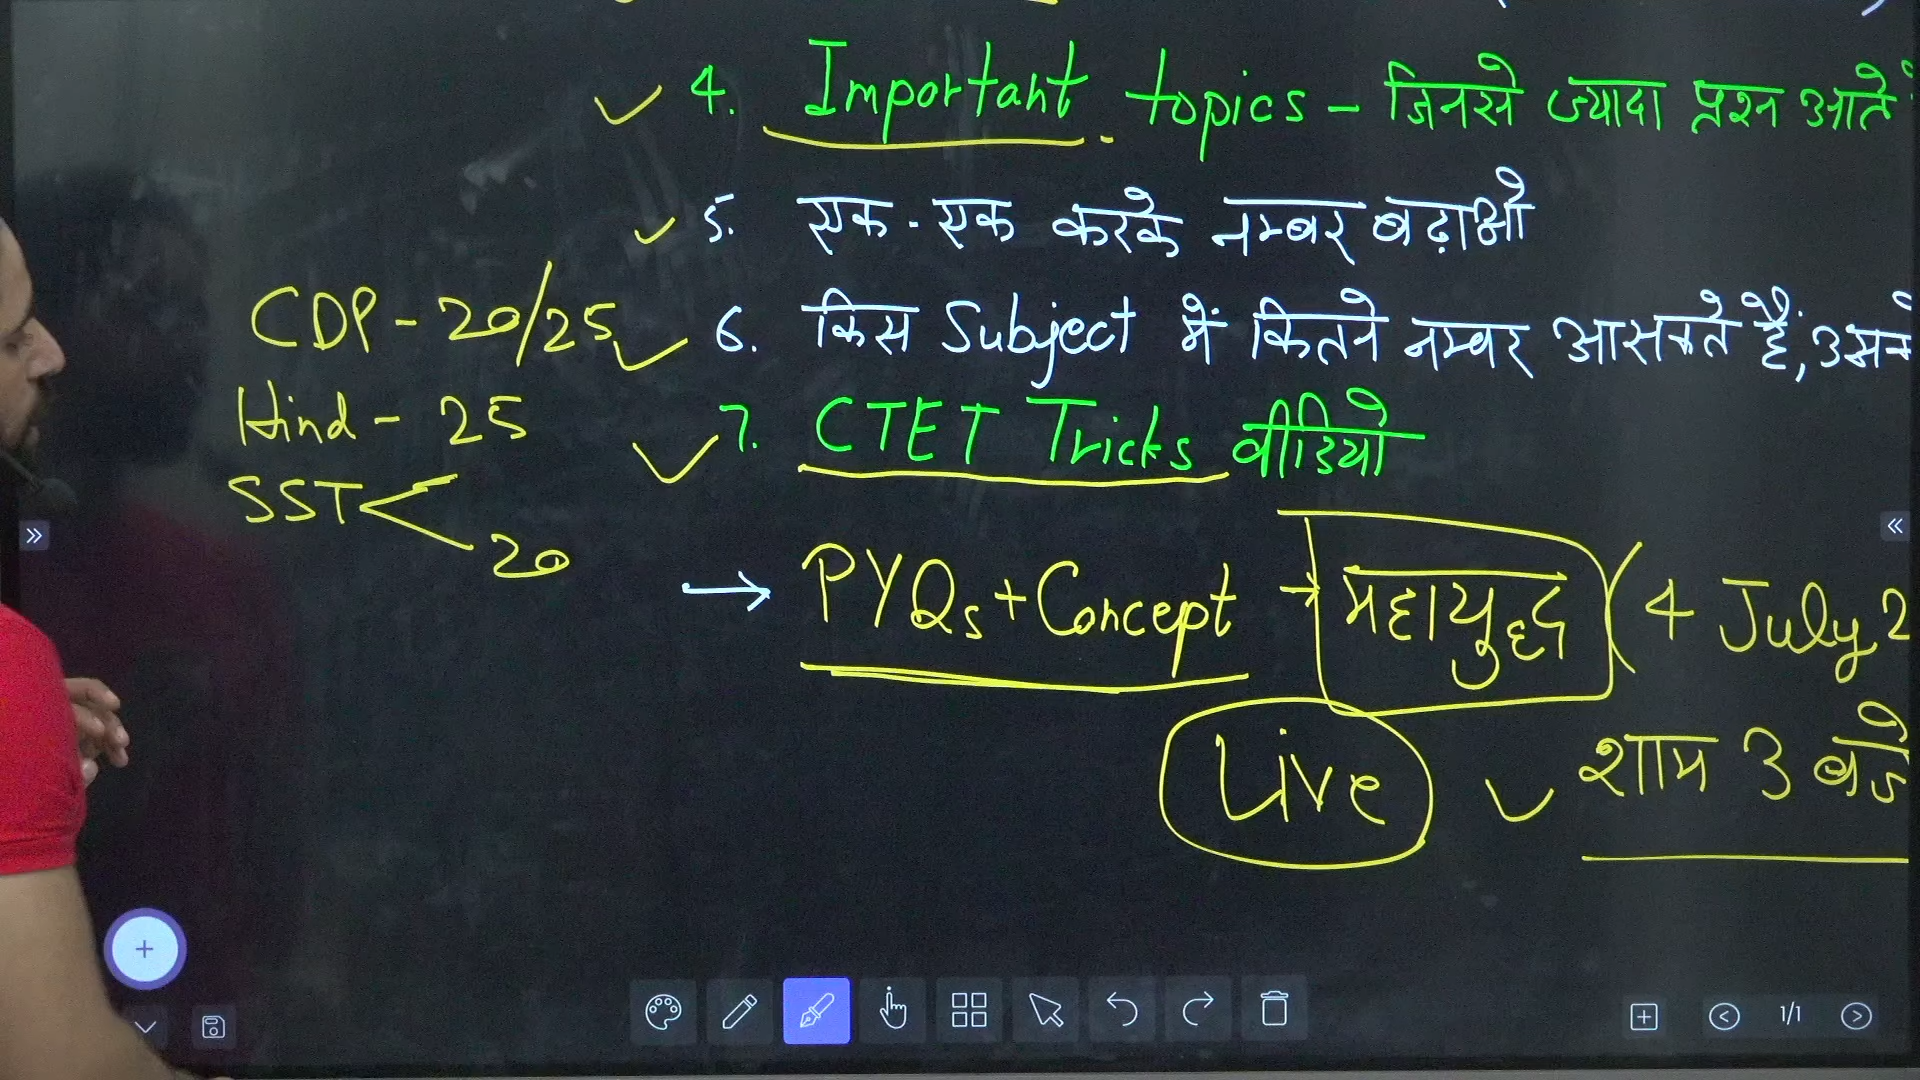 4. Important topics - जिनसे ज्यादा प्रश्न आते
5. एक-एक करके नम्बर बढ़ाओ
6. किस Subject में कितने नम्बर आसकते हैं,
7. CTET Tricks वीडियो
CDP - 20/25
Hind - 25
SST <
20
→ PYQs + Concept → महायुद्ध (4 July 2
Live
शाम 3 बजे
1/1